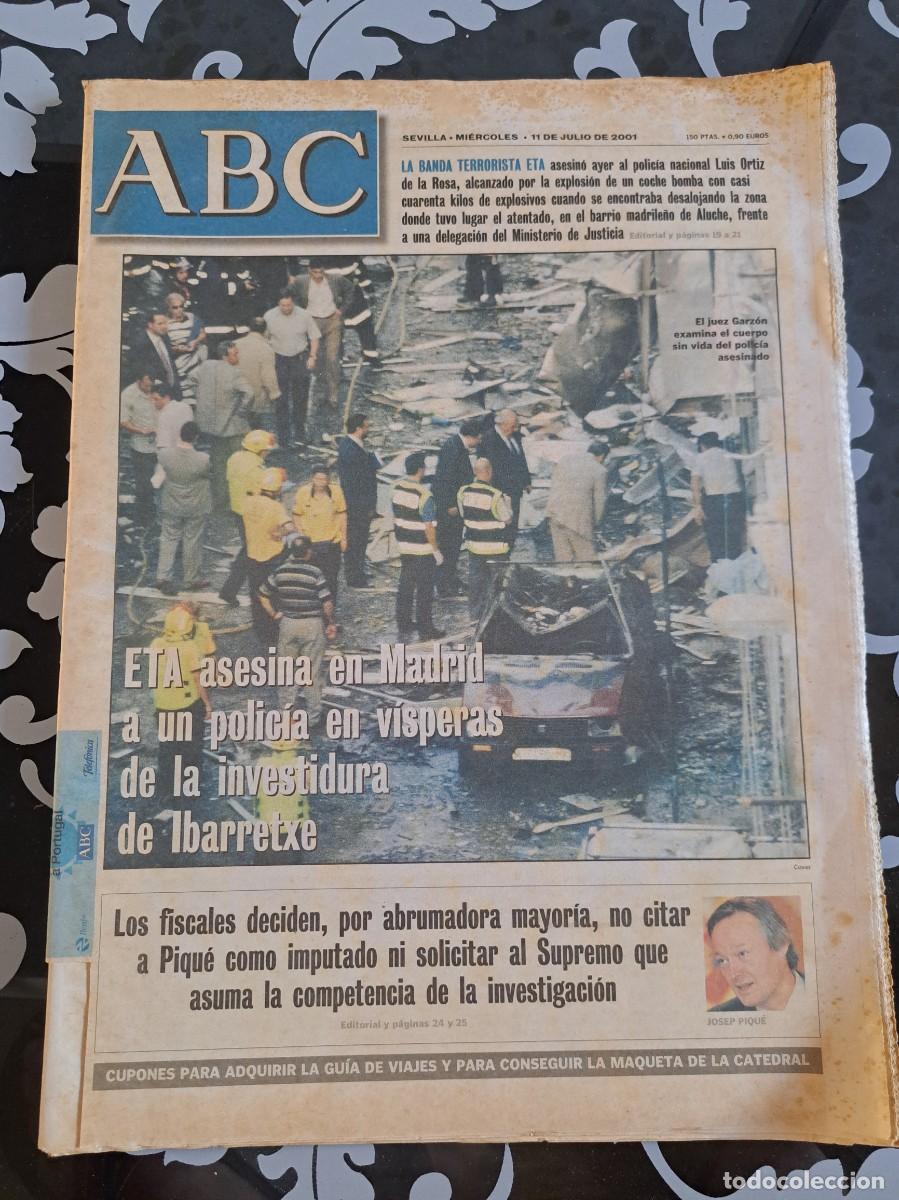 ABC
SEVILLA • MIÉRCOLES • 11 DE JULIO DE 2001
150 PTAS. • 0,90 EUROS
LA BANDA TERRORISTA ETA asesinó ayer al policía nacional Luis Ortiz
de la Rosa, alcanzado por la explosión de un coche bomba con casi
cuarenta kilos de explosivos cuando se encontraba desalojando la zona
donde tuvo lugar el atentado, en el barrio madrileño de Aluche, frente
a una delegación del Ministerio de Justicia Editorial y páginas 19 a 21
El juez Garzón
examina el cuerpo
sin vida del policía
asesinado
ETA asesina en Madrid
a un policía en vísperas
de la investidura
de Ibarretxe
Telefónica
a Portugal
ABC
Cover
Los fiscales deciden, por abrumadora mayoría, no citar
a Piqué como imputado ni solicitar al Supremo que
asuma la competencia de la investigación
Editorial y páginas 24 y 25
JOSEP PIQUÉ
CUPONES PARA ADQUIRIR LA GUÍA DE VIAJES Y PARA CONSEGUIR LA MAQUETA DE LA CATEDRAL
todocoleccion